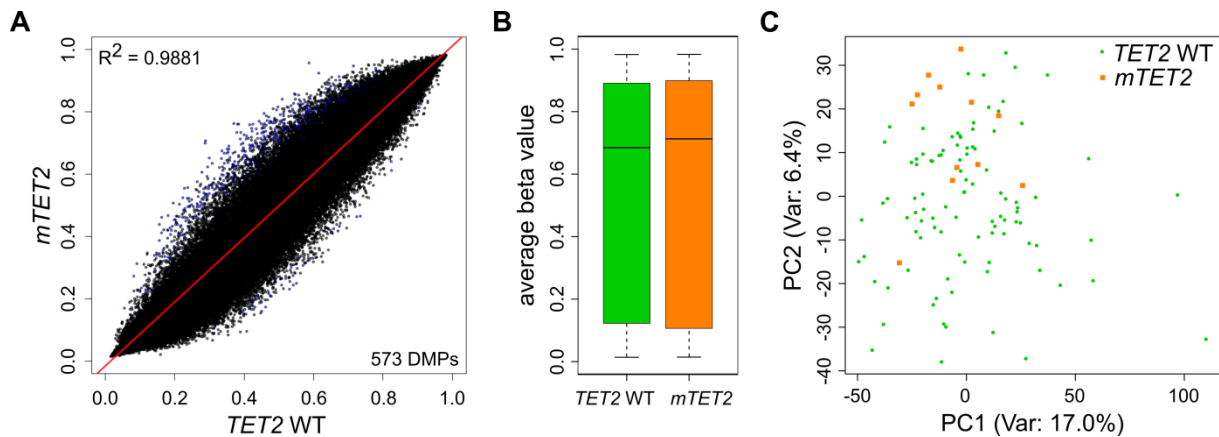 A
R2 = 0.9881
mTET2
1.0
0.8
0.6
0.4
0.2
0.0
573 DMPs
0.0 0.2 0.4 0.6 0.8 1.0
TET2 WT
B
average beta value
1.0
0.8
0.6
0.4
0.2
0.0
TET2 WT mTET2
C
TET2 WT
mTET2
PC2 (Var: 6.4%)
30
20
10
0
-10
-20
-30
-40
-50 0 50 100
PC1 (Var: 17.0%)